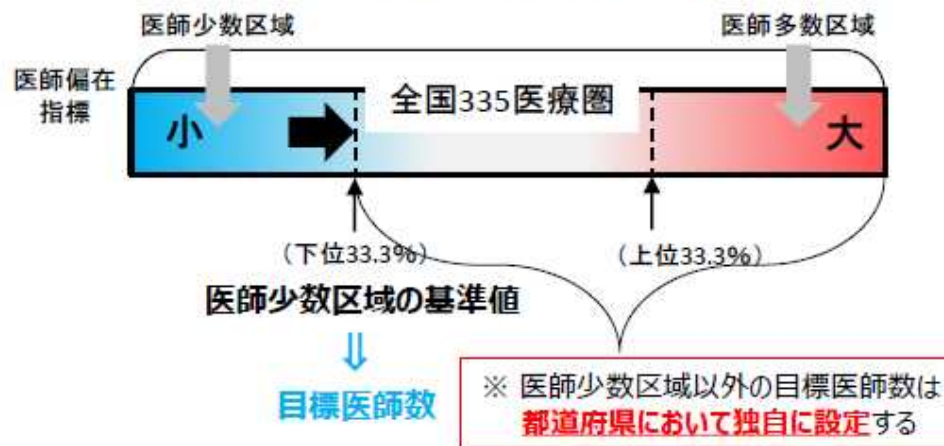 医師少数区域
医師多数区域
医師偏在
指標
全国335医療圏
小
大
(下位33.3%)
(上位33.3%)
医師少数区域の基準値
⇓
目標医師数
※ 医師少数区域以外の目標医師数は
都道府県において独自に設定する